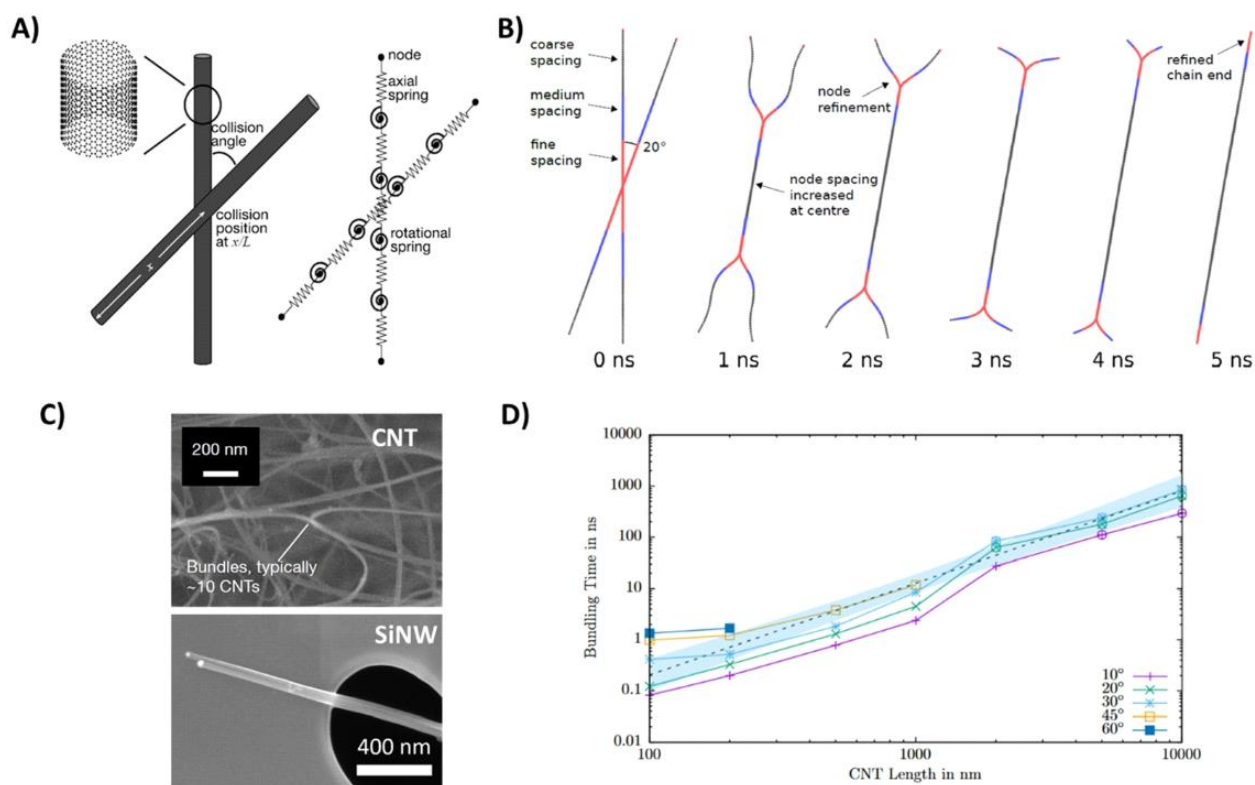 A)
collision
angle
collision
position
at x/L
x
node
axial
spring
rotational
spring
B)
coarse
spacing
medium
spacing
fine
spacing
20°
node
refinement
node spacing
increased
at centre
refined
chain end
0 ns
1 ns
2 ns
3 ns
4 ns
5 ns
C)
CNT
200 nm
Bundles, typically
~10 CNTs
SiNW
400 nm
D)
Bundling Time in ns
10000
1000
100
10
1
0.1
0.01
10°
20°
30°
45°
60°
100
1000
10000
CNT Length in nm